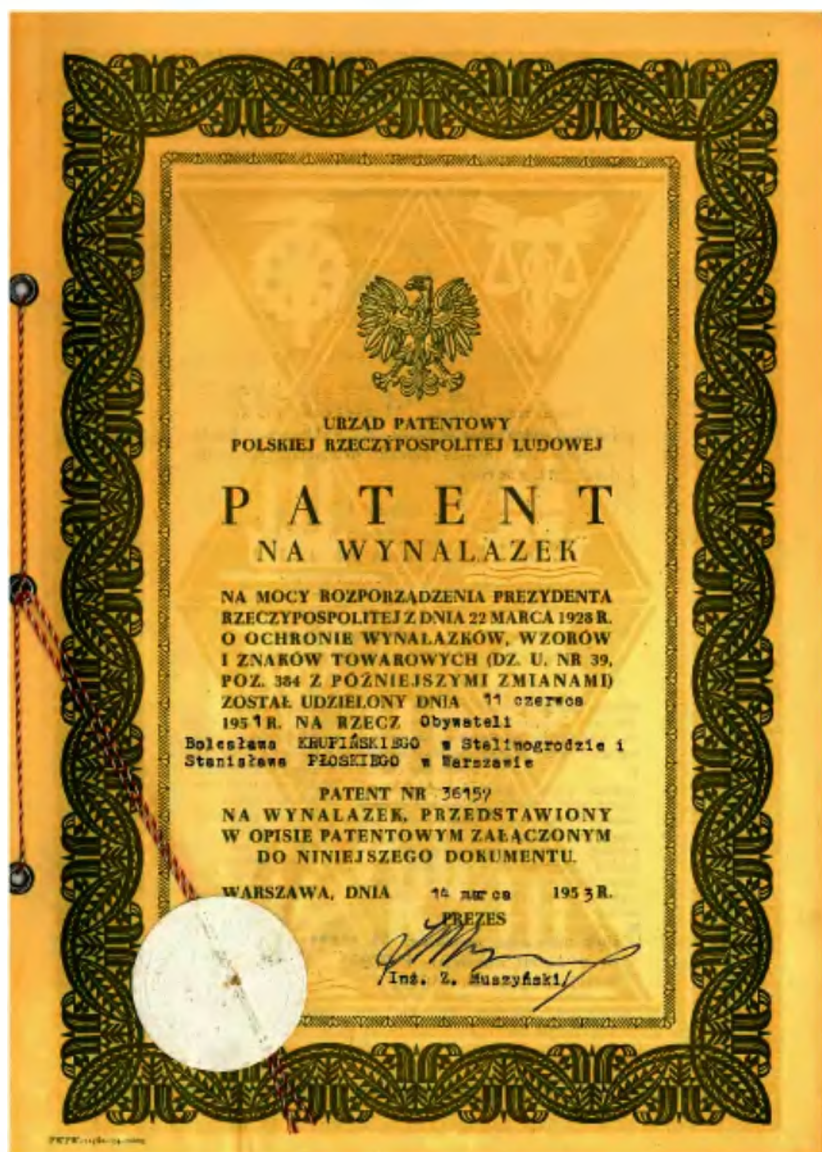 URZĄD PATENTOWY
POLSKIEJ RZECZYPOSPOLITEJ LUDOWEJ
PATENT
NA WYNALAZEK
NA MOCY ROZPORZĄDZENIA PREZYDENTA
RZECZYPOSPOLITEJ Z DNIA 22 MARCA 1928 R.
O OCHRONIE WYNALAZKÓW, WZORÓW
I ZNAKÓW TOWAROWYCH (DZ. U. NR 39,
POZ. 384 Z PÓŹNIEJSZYMI ZMIANAMI)
ZOSTAŁ UDZIELONY DNIA 11 czerwca
1951 R. NA RZECZ Obywateli
Bolesława KRUPIŃSKIEGO w Stalinogrodzie i
Stanisława PŁOSKIEGO w Warszawie
PATENT NR 36157
NA WYNALAZEK, PRZEDSTAWIONY
W OPISIE PATENTOWYM ZAŁĄCZONYM
DO NINIEJSZEGO DOKUMENTU.
WARSZAWA, DNIA 14 marca 1953 R.
PREZES
/Inż. Z. Muszyński/